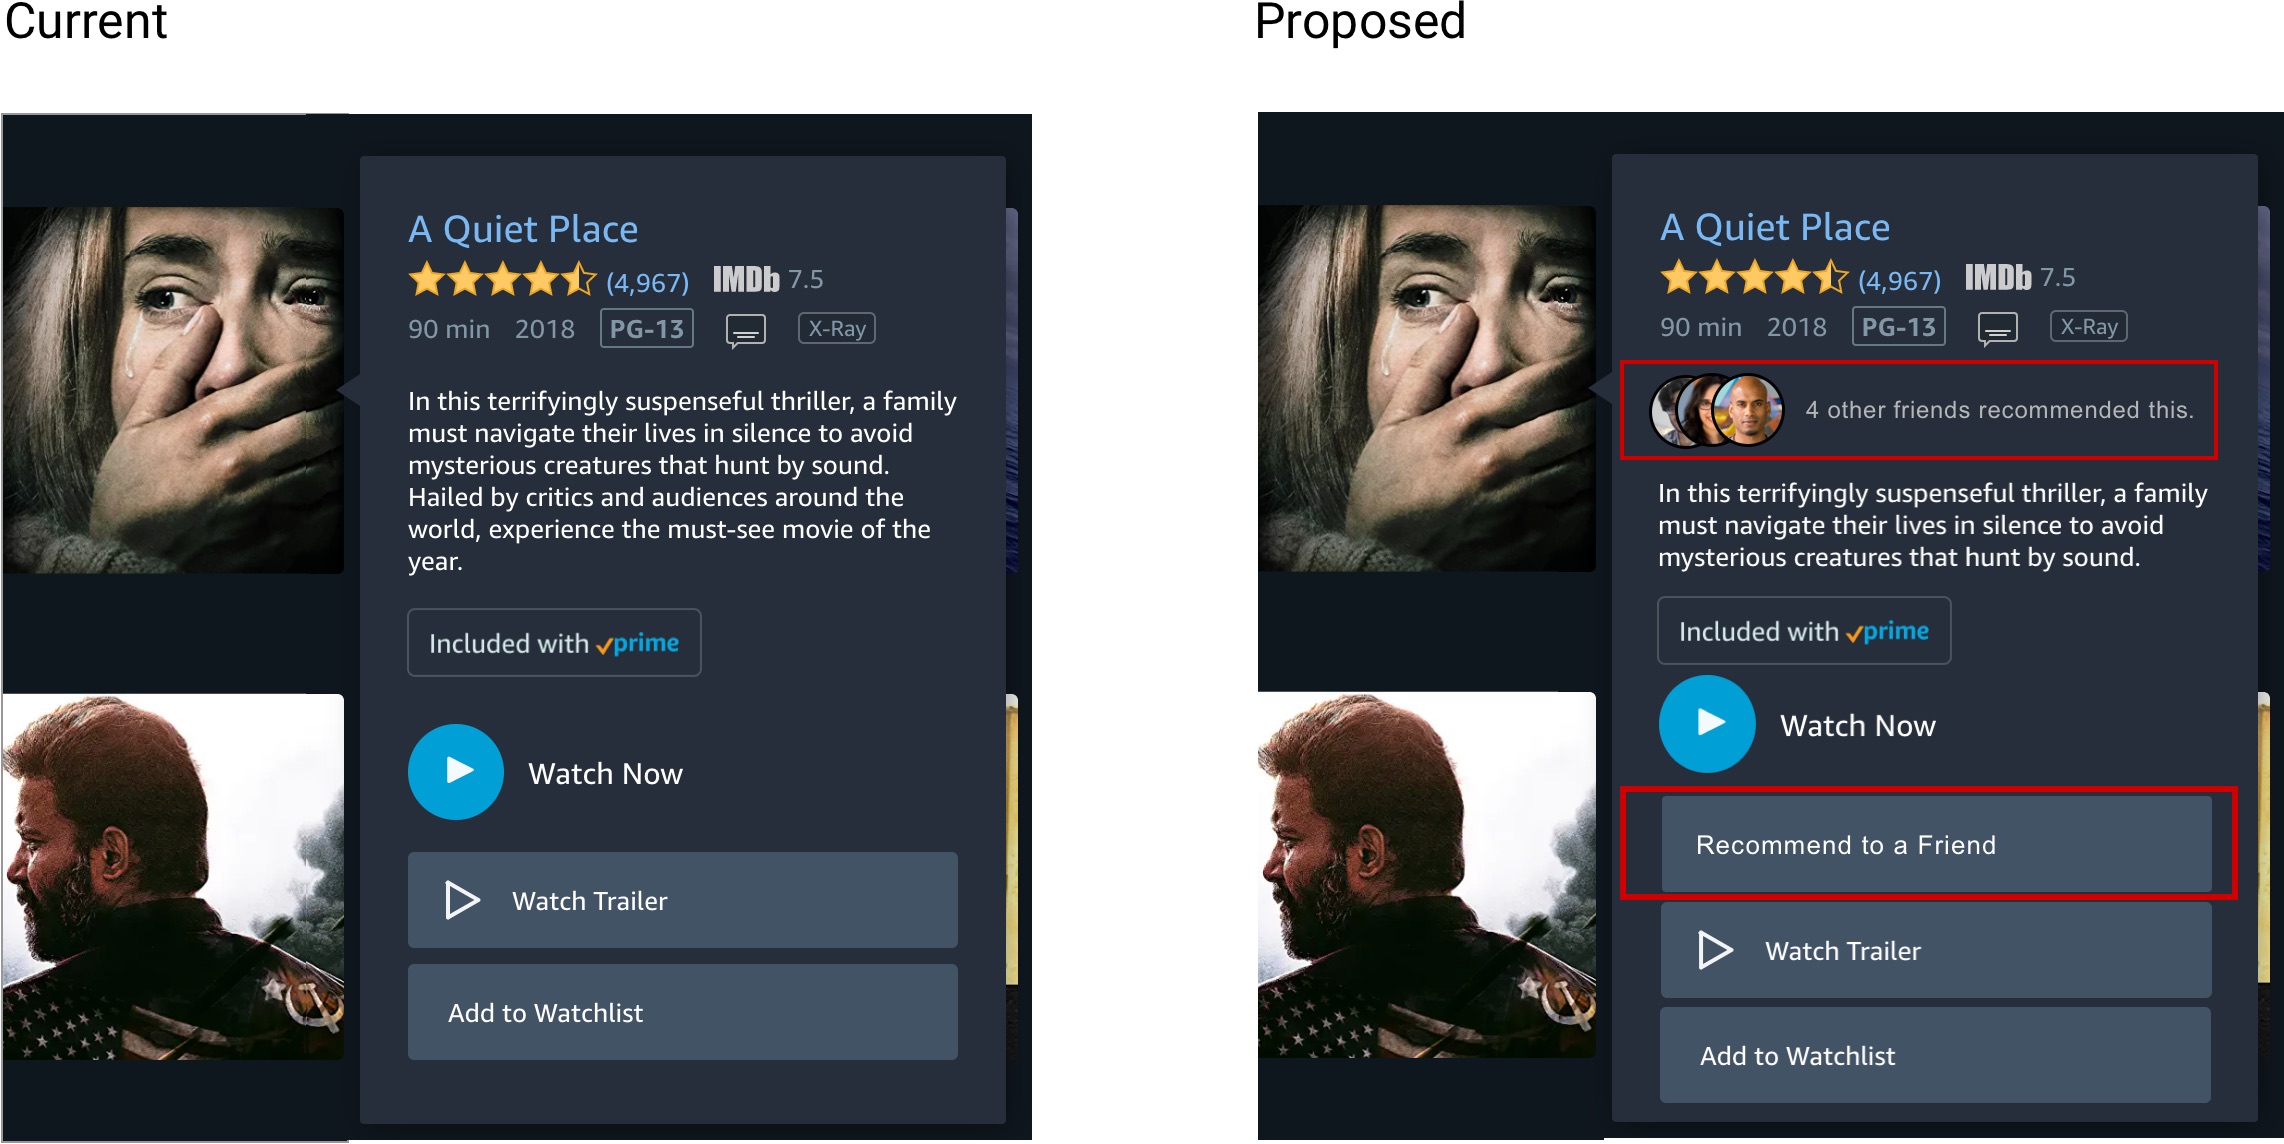 Current
A Quiet Place
(4,967) IMDb 7.5
90 min 2018 PG-13 X-Ray
In this terrifyingly suspenseful thriller, a family
must navigate their lives in silence to avoid
mysterious creatures that hunt by sound.
Hailed by critics and audiences around the
world, experience the must-see movie of the
year.
Included with prime
Watch Now
Watch Trailer
Add to Watchlist
Proposed
A Quiet Place
(4,967) IMDb 7.5
90 min 2018 PG-13 X-Ray
4 other friends recommended this.
In this terrifyingly suspenseful thriller, a family
must navigate their lives in silence to avoid
mysterious creatures that hunt by sound.
Included with prime
Watch Now
Recommend to a Friend
Watch Trailer
Add to Watchlist